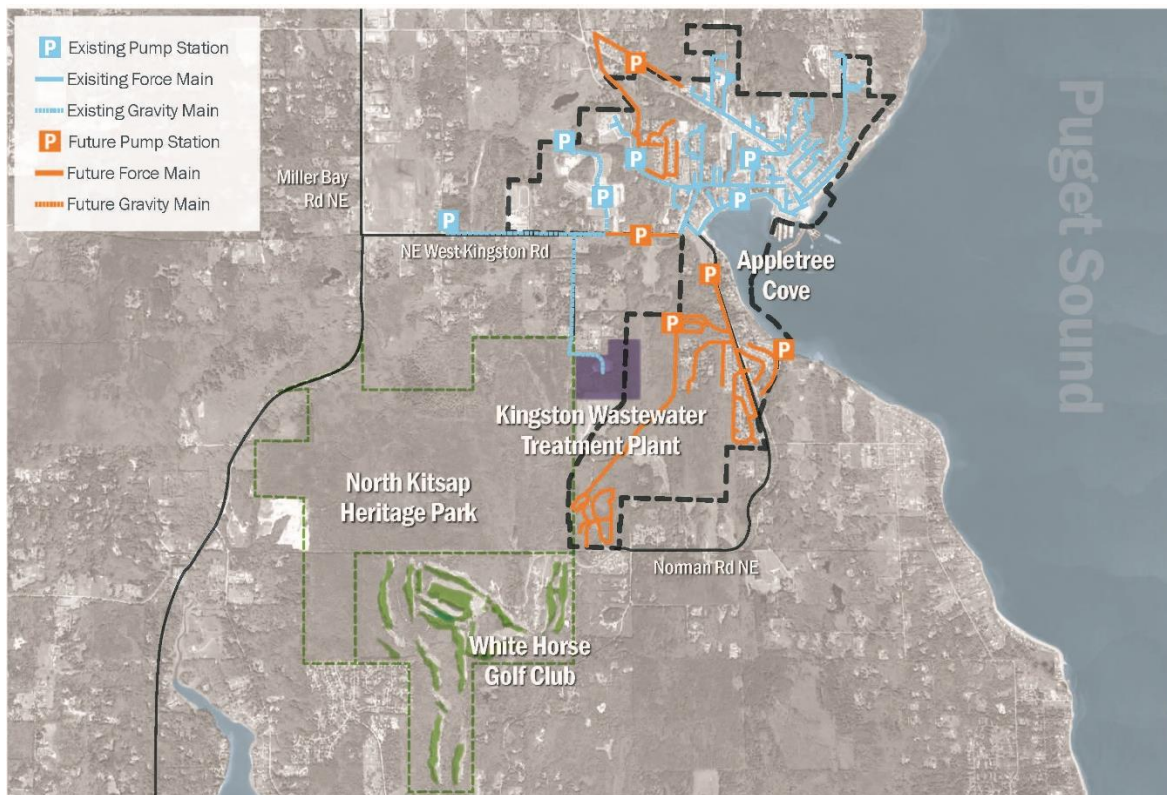 P Existing Pump Station
Exisiting Force Main
Existing Gravity Main
P Future Pump Station
Future Force Main
Future Gravity Main
P
P
P
P
P
P
P
Miller Bay
Rd NE
P
P
NE West Kingston Rd
P
Appletree
Cove
P
P
P
Kingston Wastewater
Treatment Plant
North Kitsap
Heritage Park
Norman Rd NE
White Horse
Golf Club
Puget Sound